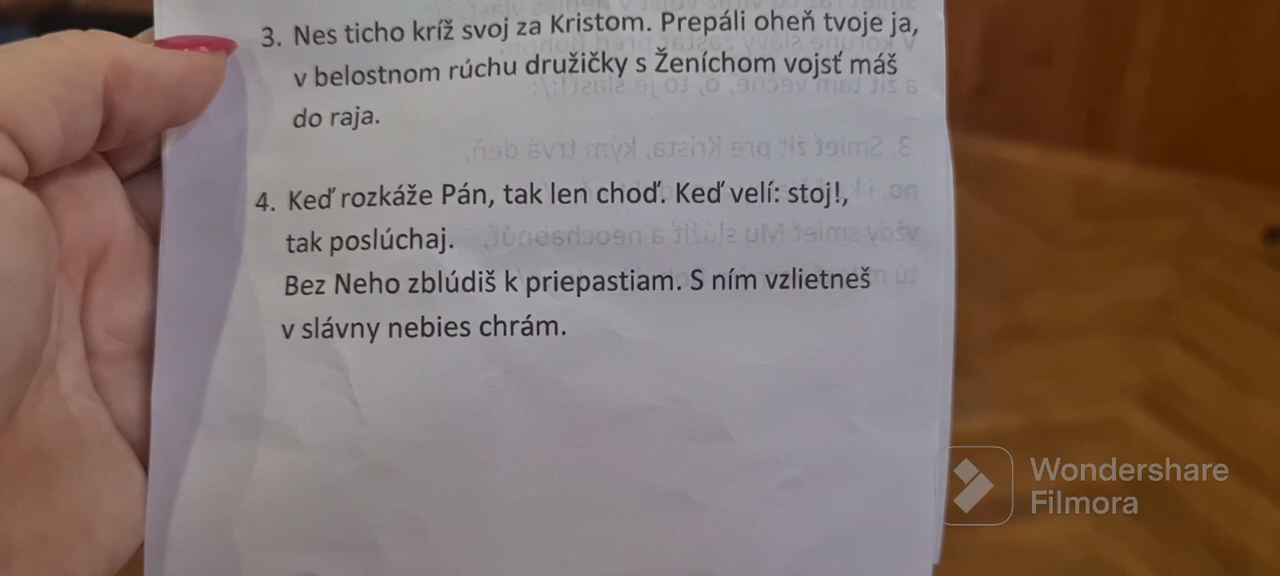 3. Nes ticho kríž svoj za Kristom. Prepáli oheň tvoje ja,
v belostnom rúchu družičky s Ženíchom vojsť máš
do raja.
4. Keď rozkáže Pán, tak len choď. Keď velí: stoj!,
tak poslúchaj.
Bez Neho zblúdiš k priepastiam. S ním vzlietneš
v slávny nebies chrám.
Wondershare
Filmora